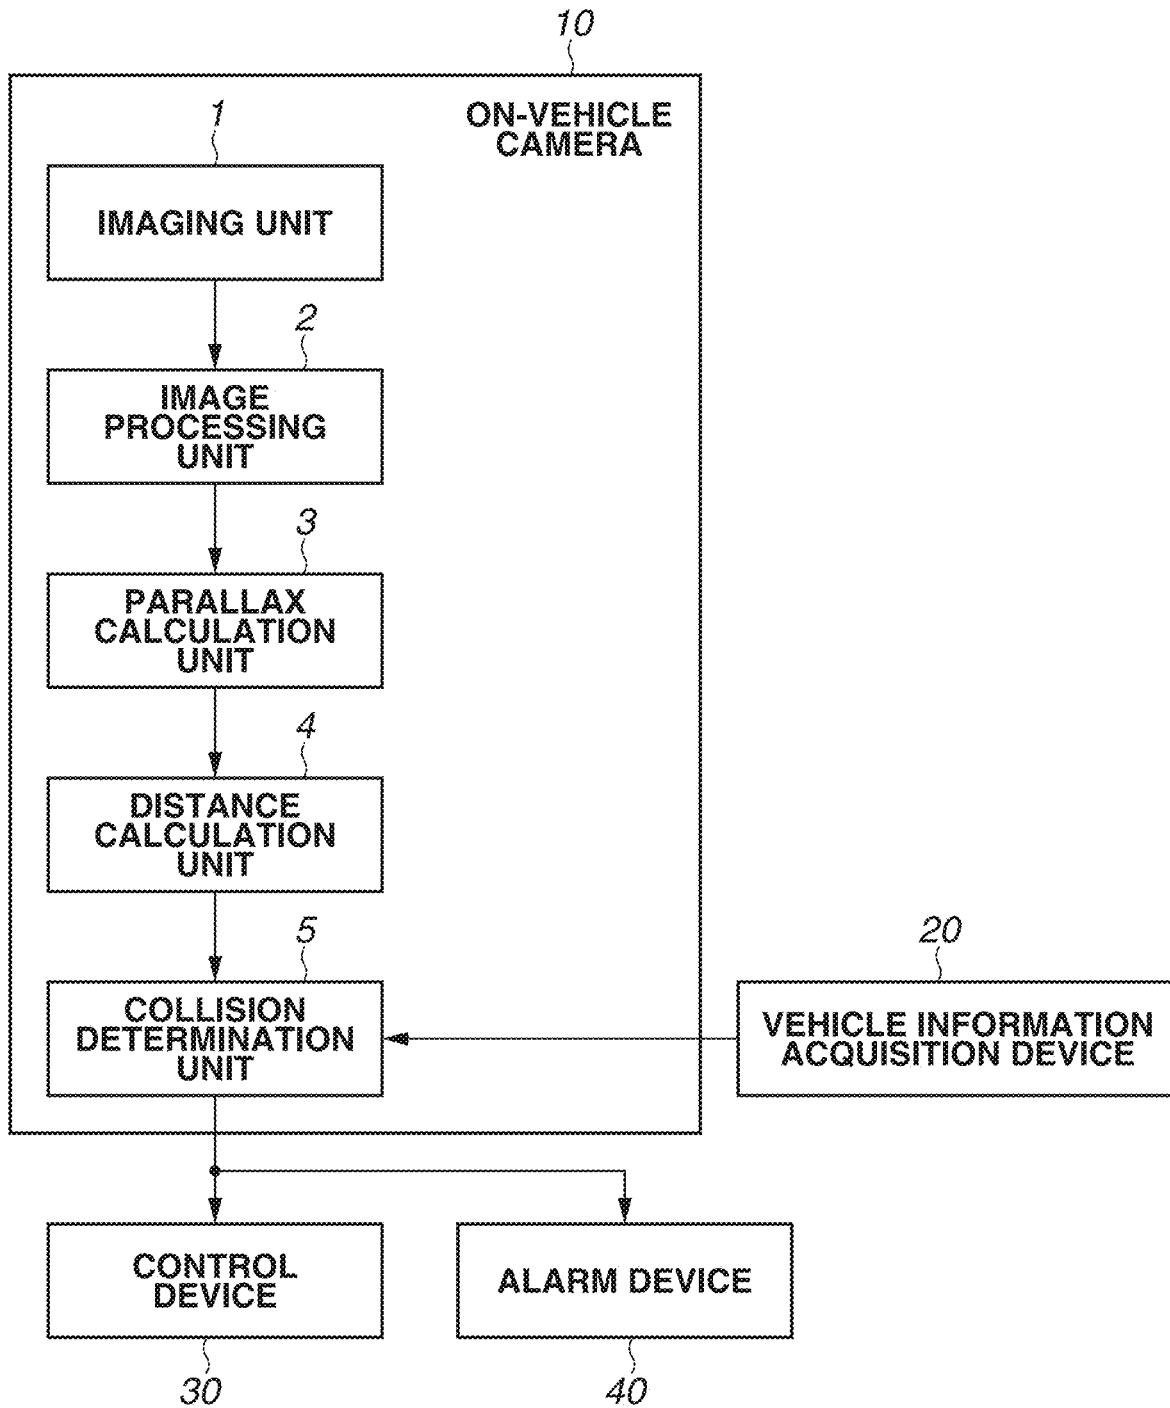 10
ON-VEHICLE
CAMERA
1
IMAGING UNIT
2
IMAGE
PROCESSING
UNIT
3
PARALLAX
CALCULATION
UNIT
4
DISTANCE
CALCULATION
UNIT
5
COLLISION
DETERMINATION
UNIT
20
VEHICLE INFORMATION
ACQUISITION DEVICE
CONTROL
DEVICE
30
ALARM DEVICE
40